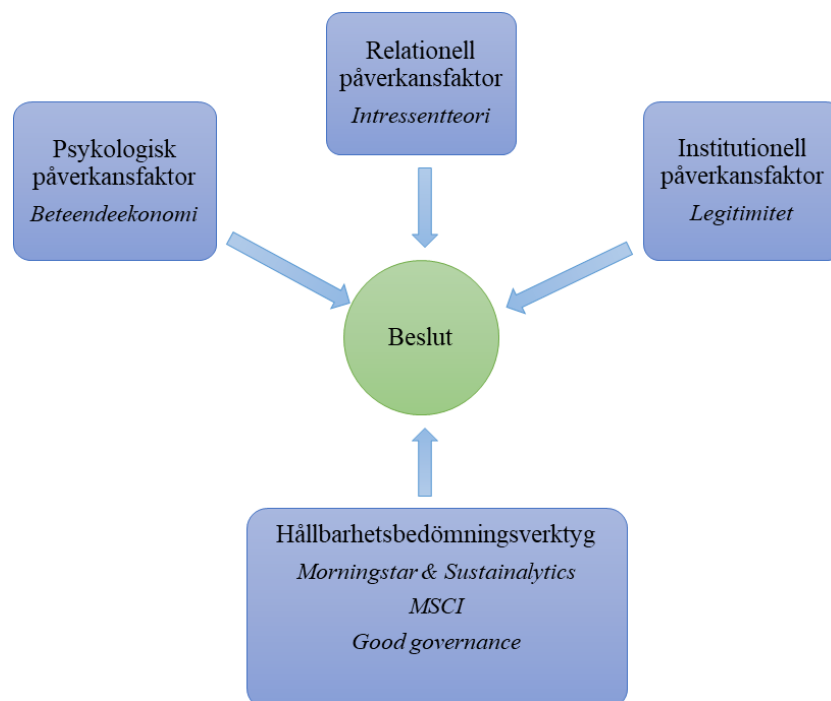 Relationell
påverkansfaktor
Intressentteori
Psykologisk
påverkansfaktor
Beteendeekonomi
Institutionell
påverkansfaktor
Legitimitet
Beslut
Hållbarhetsbedömningsverktyg
Morningstar & Sustainalytics
MSCI
Good governance